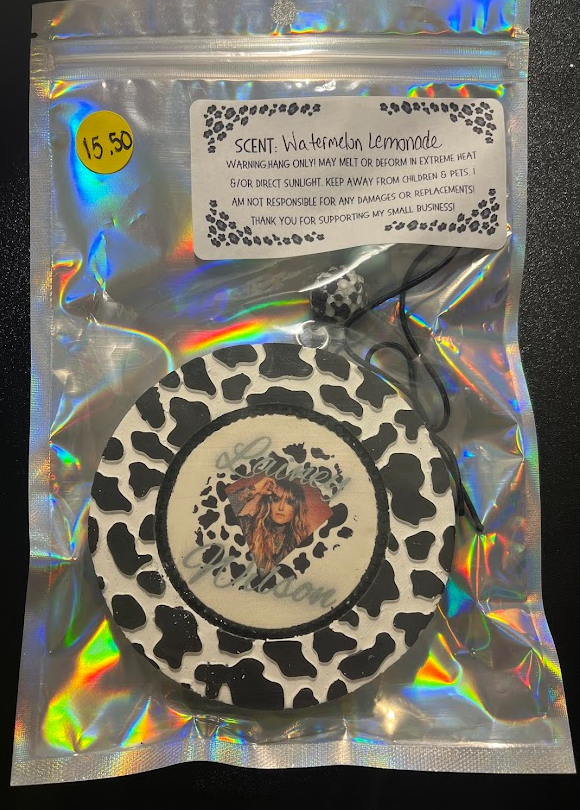 15.50
SCENT: Watermelon Lemonade
WARNING,HANG ONLY! MAY MELT OR DEFORM IN EXTREME HEAT
&/OR DIRECT SUNLIGHT. KEEP AWAY FROM CHILDREN & PETS. I
AM NOT RESPONSIBLE FOR ANY DAMAGES OR REPLACEMENTS!
THANK YOU FOR SUPPORTING MY SMALL BUSINESS!
Lainey
Wilson